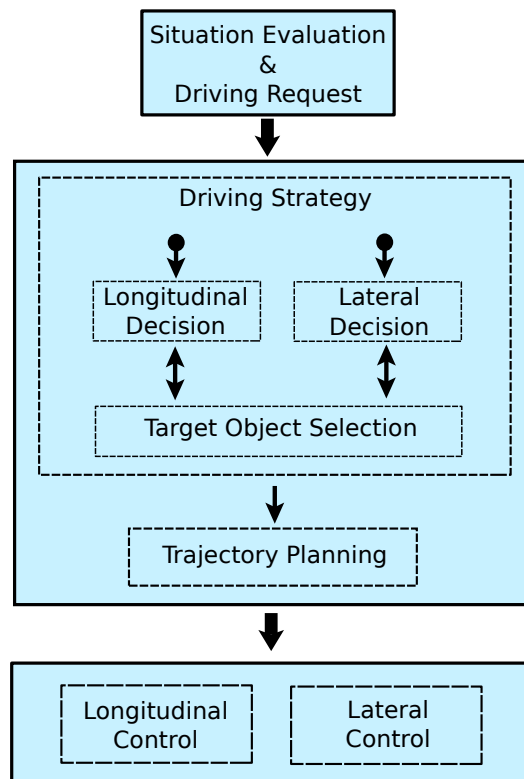 Situation Evaluation
&
Driving Request
Driving Strategy
Longitudinal
Decision
Lateral
Decision
Target Object Selection
Trajectory Planning
Longitudinal
Control
Lateral
Control